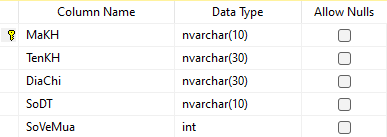 Column Name Data Type Allow Nulls
MaKH nvarchar(10)
TenKH nvarchar(30)
DiaChi nvarchar(30)
SoDT nvarchar(10)
SoVeMua int